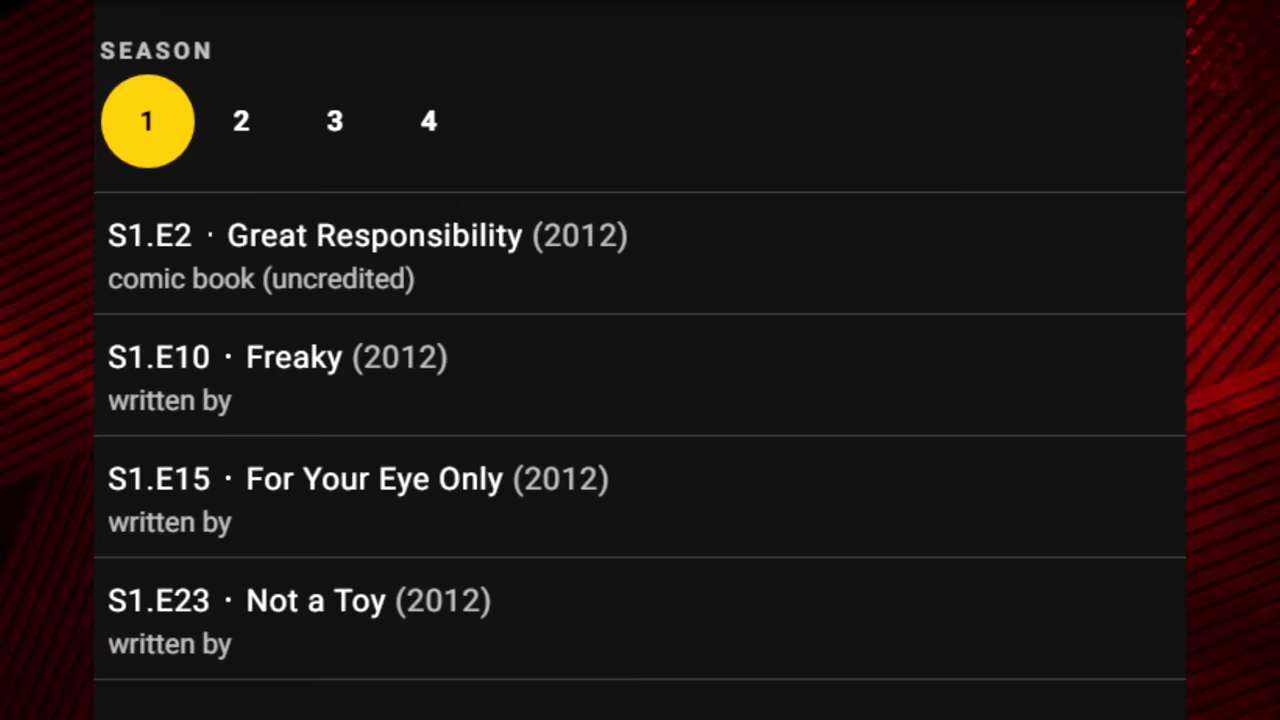 SEASON
1 2 3 4
S1.E2 · Great Responsibility (2012)
comic book (uncredited)
S1.E10 · Freaky (2012)
written by
S1.E15 · For Your Eye Only (2012)
written by
S1.E23 · Not a Toy (2012)
written by